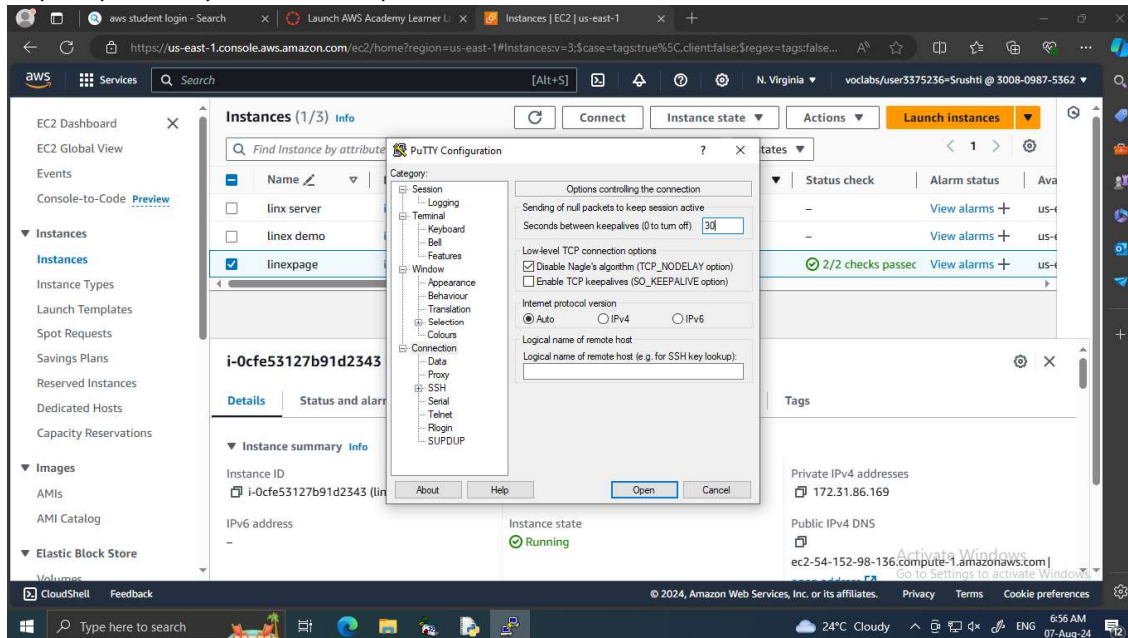 aws student login - Search
Launch AWS Academy Learner L
Instances | EC2 | us-east-1
https://us-east-1.console.aws.amazon.com/ec2/home?region=us-east-1#Instances:v=3;$case=tags:true%5C,client:false;$regex=tags:false...
aws
Services
Search
[Alt+S]
N. Virginia
voclabs/user3375236=Srushti @ 3008-0987-5362
EC2 Dashboard
EC2 Global View
Events
Console-to-Code Preview
Instances
Instances
Instance Types
Launch Templates
Spot Requests
Savings Plans
Reserved Instances
Dedicated Hosts
Capacity Reservations
Images
AMIs
AMI Catalog
Elastic Block Store
Volumes
Instances (1/3) Info
Connect
Instance state
Actions
Launch instances
Find Instance by attribute
tates
1
Name
Status check
Alarm status
Ava
linx server
–
View alarms +
us-e
linex demo
–
View alarms +
us-e
linexpage
2/2 checks passec
View alarms +
us-e
PuTTY Configuration
? X
Category:
Session
Logging
Terminal
Keyboard
Bell
Features
Window
Appearance
Behaviour
Translation
Selection
Colours
Connection
Data
Proxy
SSH
Serial
Telnet
Rlogin
SUPDUP
Options controlling the connection
Sending of null packets to keep session active
Seconds between keepalives (0 to turn off)
30
Low-level TCP connection options
Disable Nagle's algorithm (TCP_NODELAY option)
Enable TCP keepalives (SO_KEEPALIVE option)
Internet protocol version
Auto
IPv4
IPv6
Logical name of remote host
Logical name of remote host (e.g. for SSH key lookup):
About
Help
Open
Cancel
i-0cfe53127b91d2343
Details
Status and alarr
Tags
Instance summary Info
Instance ID
i-0cfe53127b91d2343 (lin
IPv6 address
–
Instance state
Running
Private IPv4 addresses
172.31.86.169
Public IPv4 DNS
ec2-54-152-98-136.compute-1.amazonaws.com |
Activate Windows
Go to Settings to activate Windows.
CloudShell
Feedback
© 2024, Amazon Web Services, Inc. or its affiliates.
Privacy
Terms
Cookie preferences
Type here to search
24°C Cloudy
ENG
6:56 AM
07-Aug-24
12